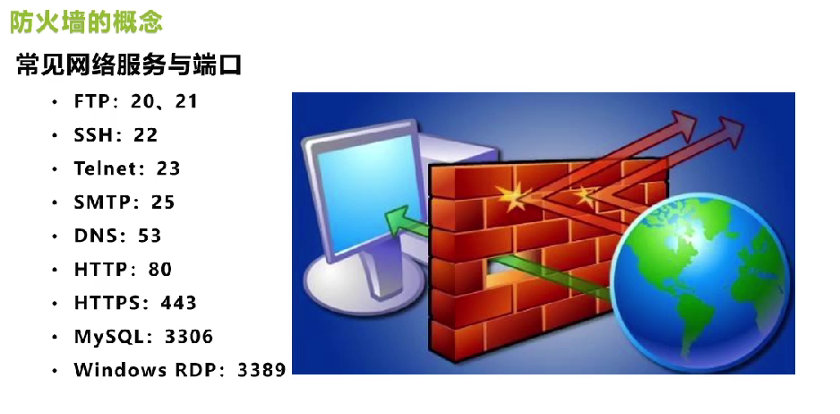 防火墙的概念
常见网络服务与端口
• FTP：20、21
• SSH：22
• Telnet：23
• SMTP：25
• DNS：53
• HTTP：80
• HTTPS：443
• MySQL：3306
• Windows RDP：3389